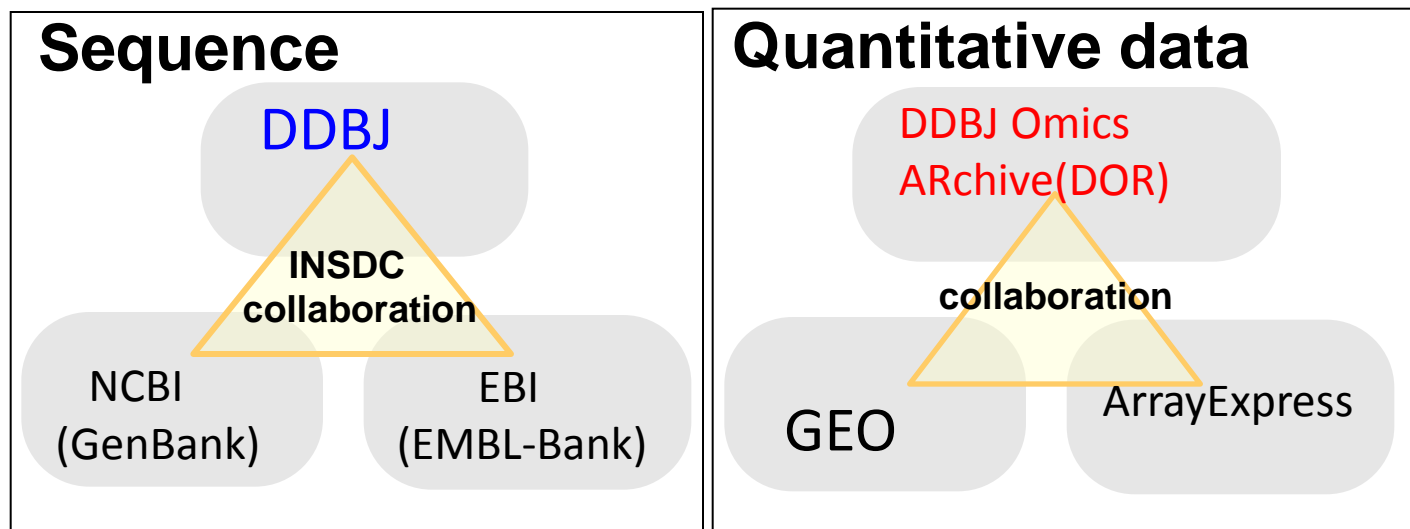 Sequence
DDBJ
INSDC
collaboration
NCBI
(GenBank)
EBI
(EMBL-Bank)
Quantitative data
DDBJ Omics
ARchive(DOR)
collaboration
GEO
ArrayExpress